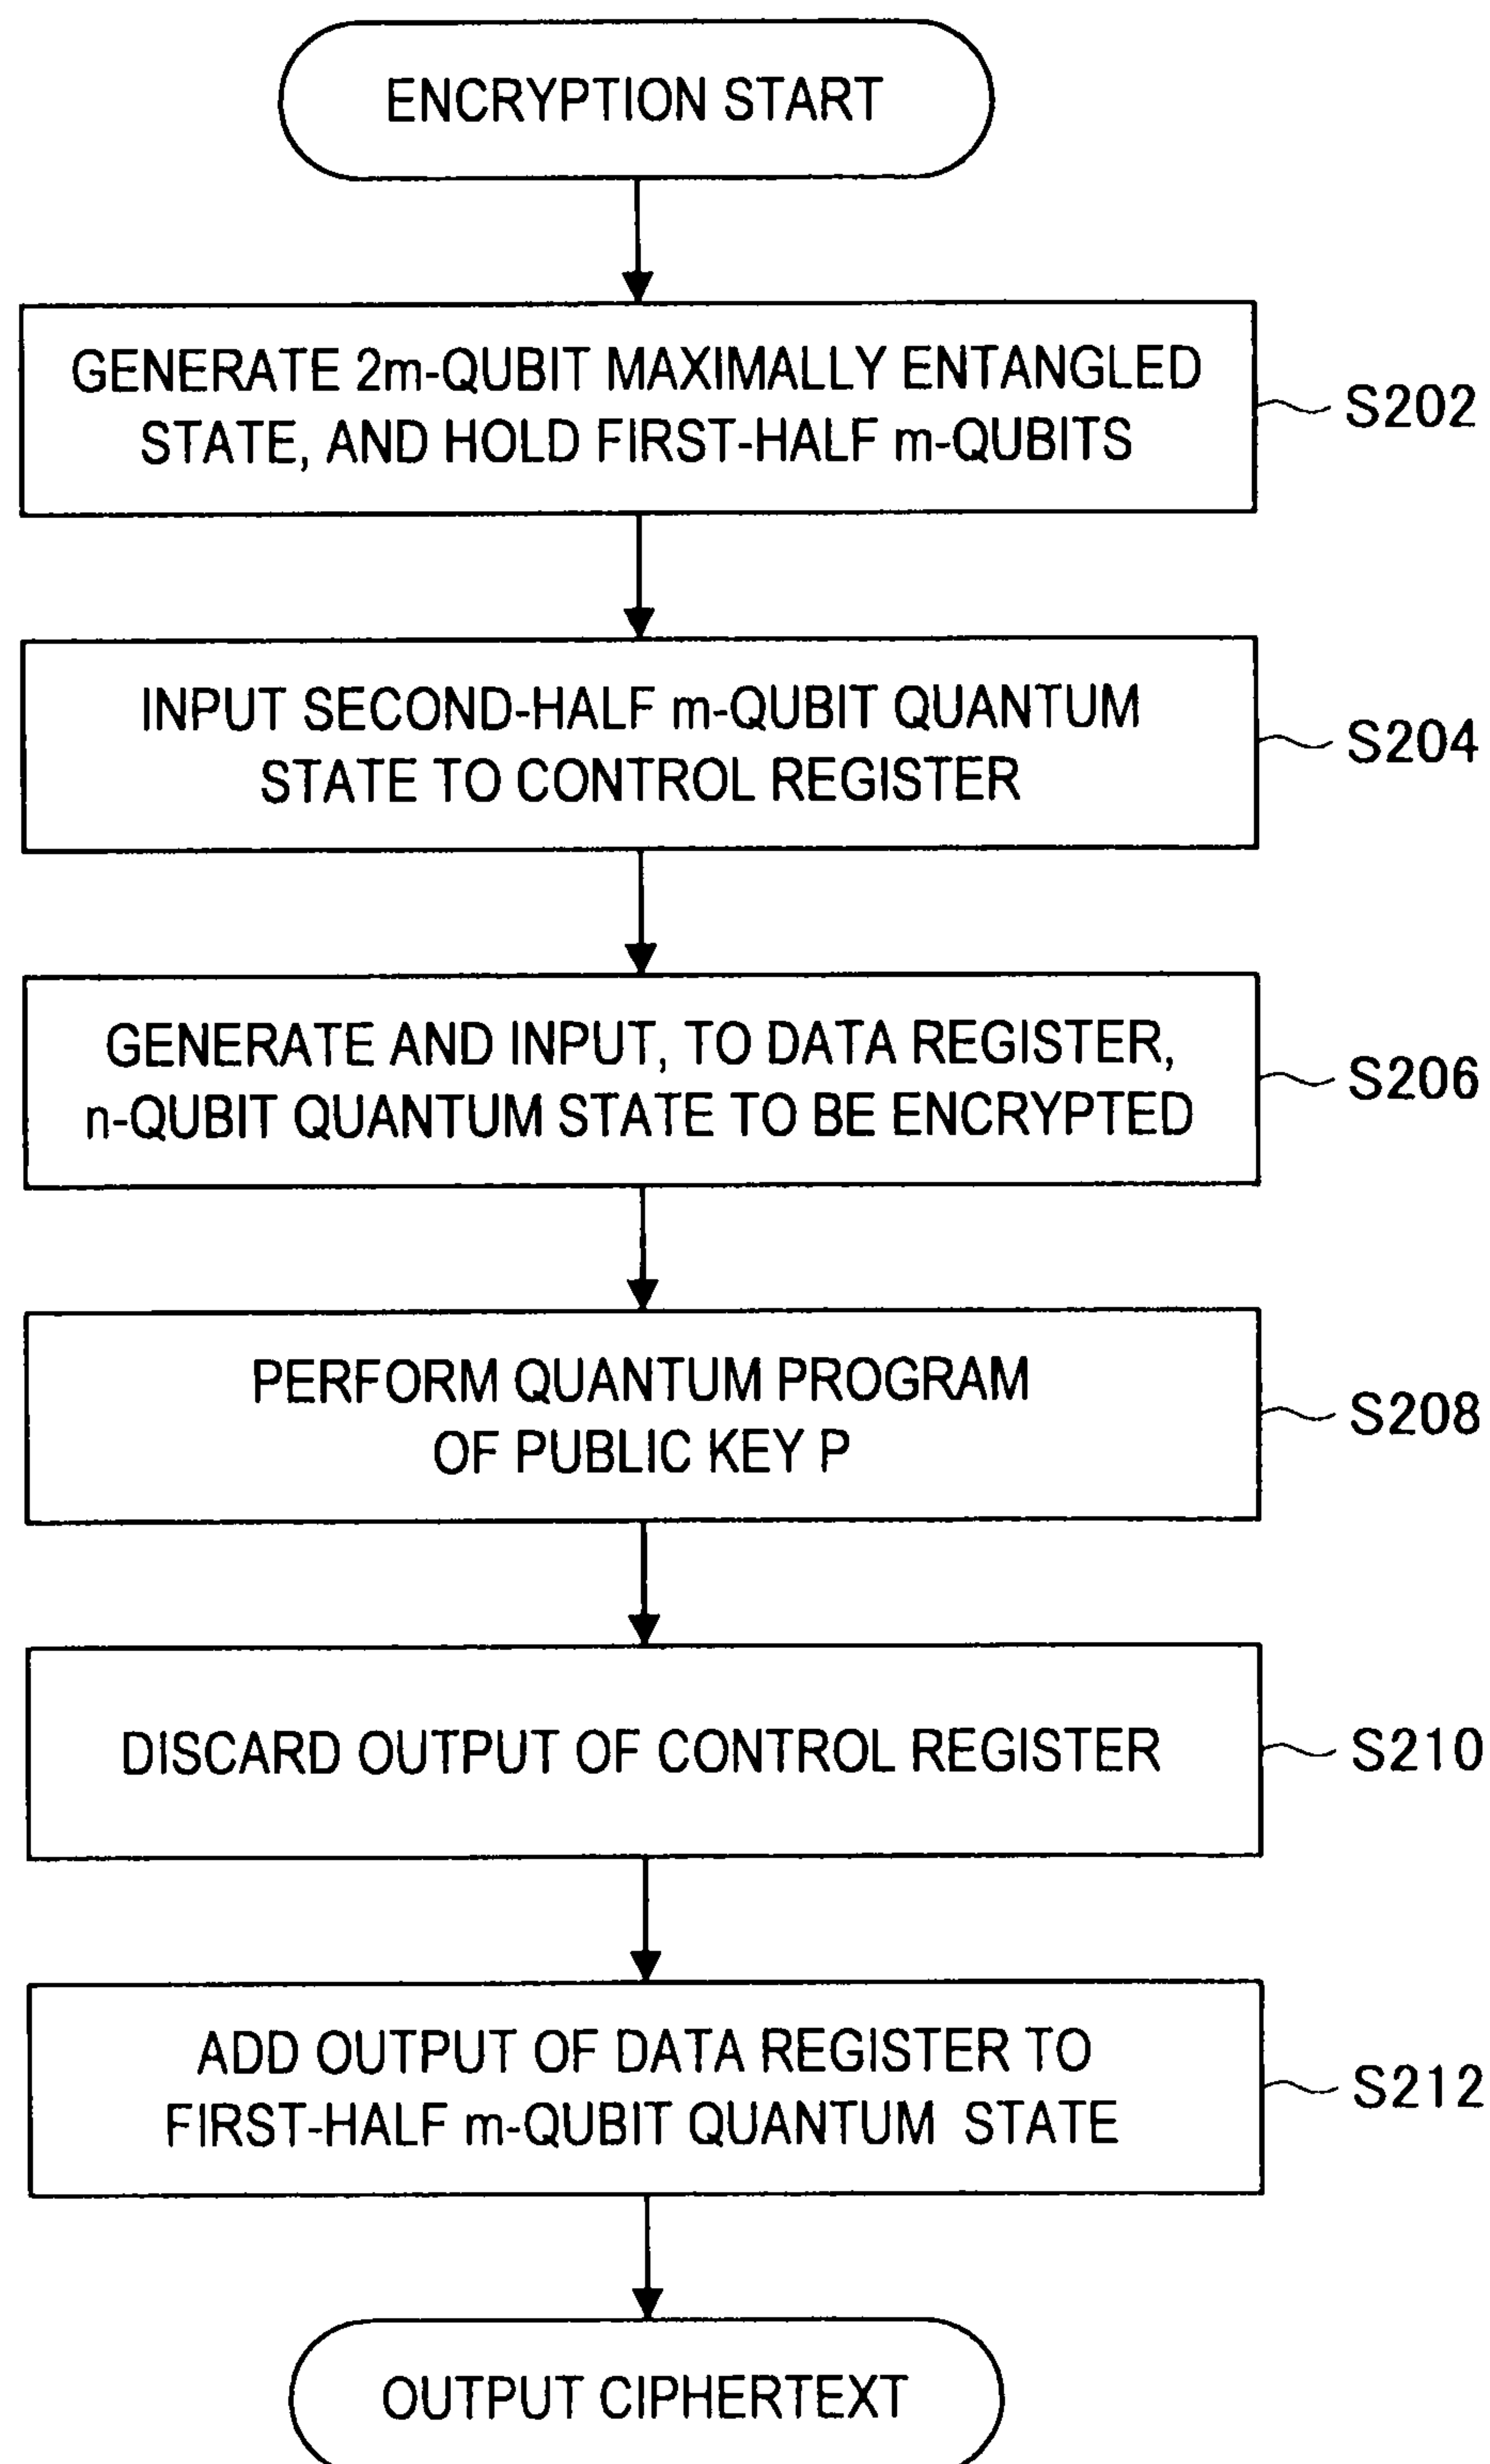 ENCRYPTION START
GENERATE 2m-QUBIT MAXIMALLY ENTANGLED
STATE, AND HOLD FIRST-HALF m-QUBITS
S202
INPUT SECOND-HALF m-QUBIT QUANTUM
STATE TO CONTROL REGISTER
S204
GENERATE AND INPUT, TO DATA REGISTER,
n-QUBIT QUANTUM STATE TO BE ENCRYPTED
S206
PERFORM QUANTUM PROGRAM
OF PUBLIC KEY P
S208
DISCARD OUTPUT OF CONTROL REGISTER
S210
ADD OUTPUT OF DATA REGISTER TO
FIRST-HALF m-QUBIT QUANTUM STATE
S212
OUTPUT CIPHERTEXT